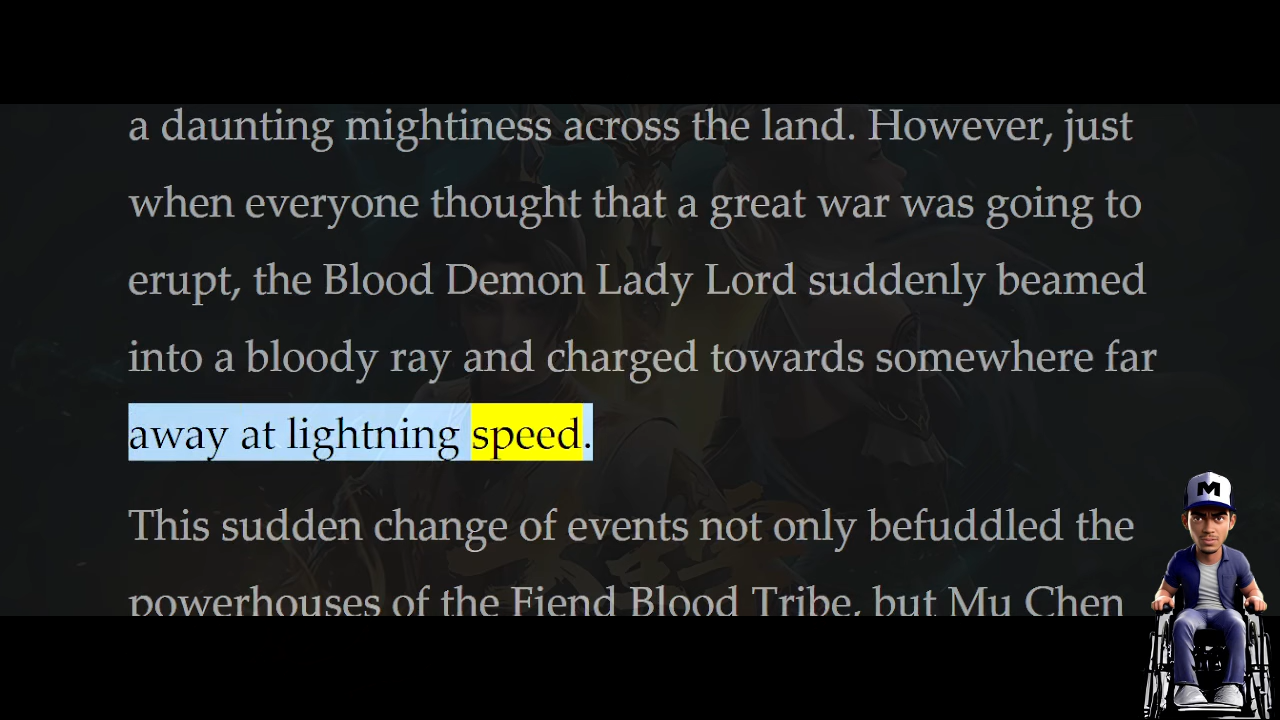 a daunting mightiness across the land. However, just
when everyone thought that a great war was going to
erupt, the Blood Demon Lady Lord suddenly beamed
into a bloody ray and charged towards somewhere far
away at lightning speed.
This sudden change of events not only befuddled the
powerhouses of the Fiend Blood Tribe, but Mu Chen
M